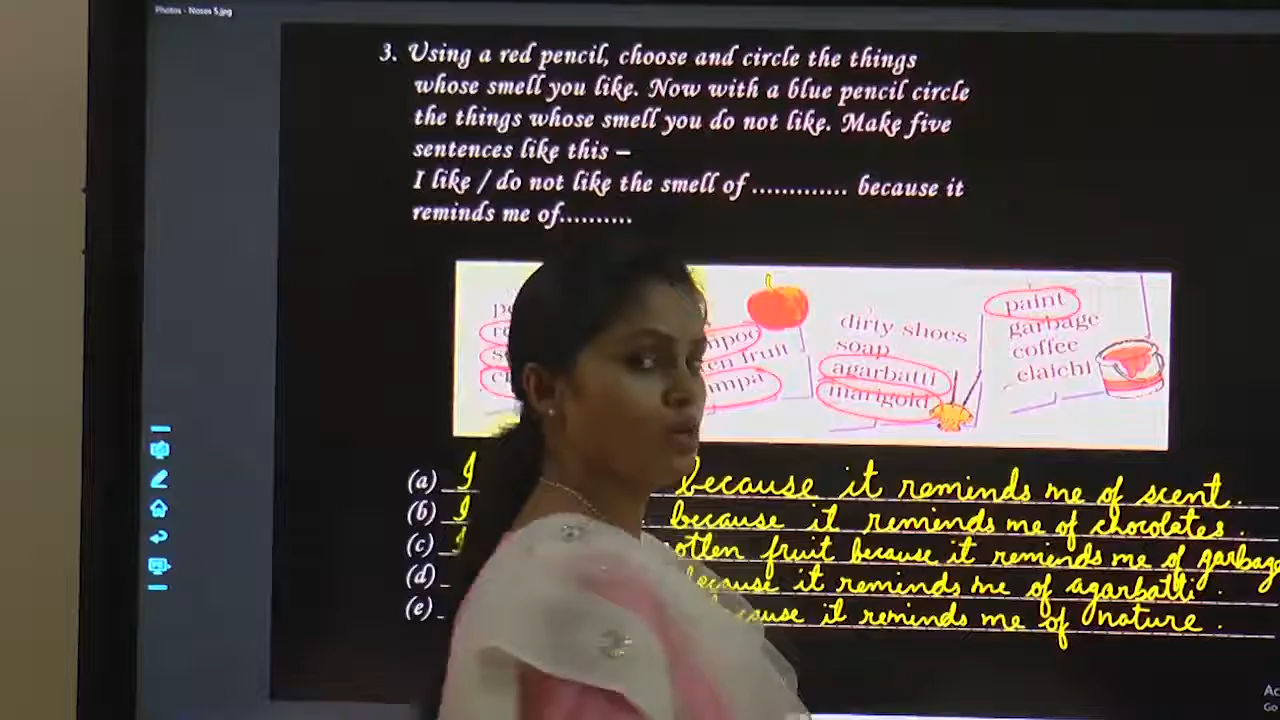 Photos - Notes 5.jpg
3. Using a red pencil, choose and circle the things
whose smell you like. Now with a blue pencil circle
the things whose smell you do not like. Make five
sentences like this –
I like / do not like the smell of ............. because it
reminds me of..........
dirty shoes
soap
agarbatti
marigold
paint
garbage
coffee
elaichi
(a) I because it reminds me of scent.
(b) I because it reminds me of chocolates.
(c) I fruit because it reminds me of garbage
(d) because it reminds me of agarbatti.
(e) it reminds me of nature.